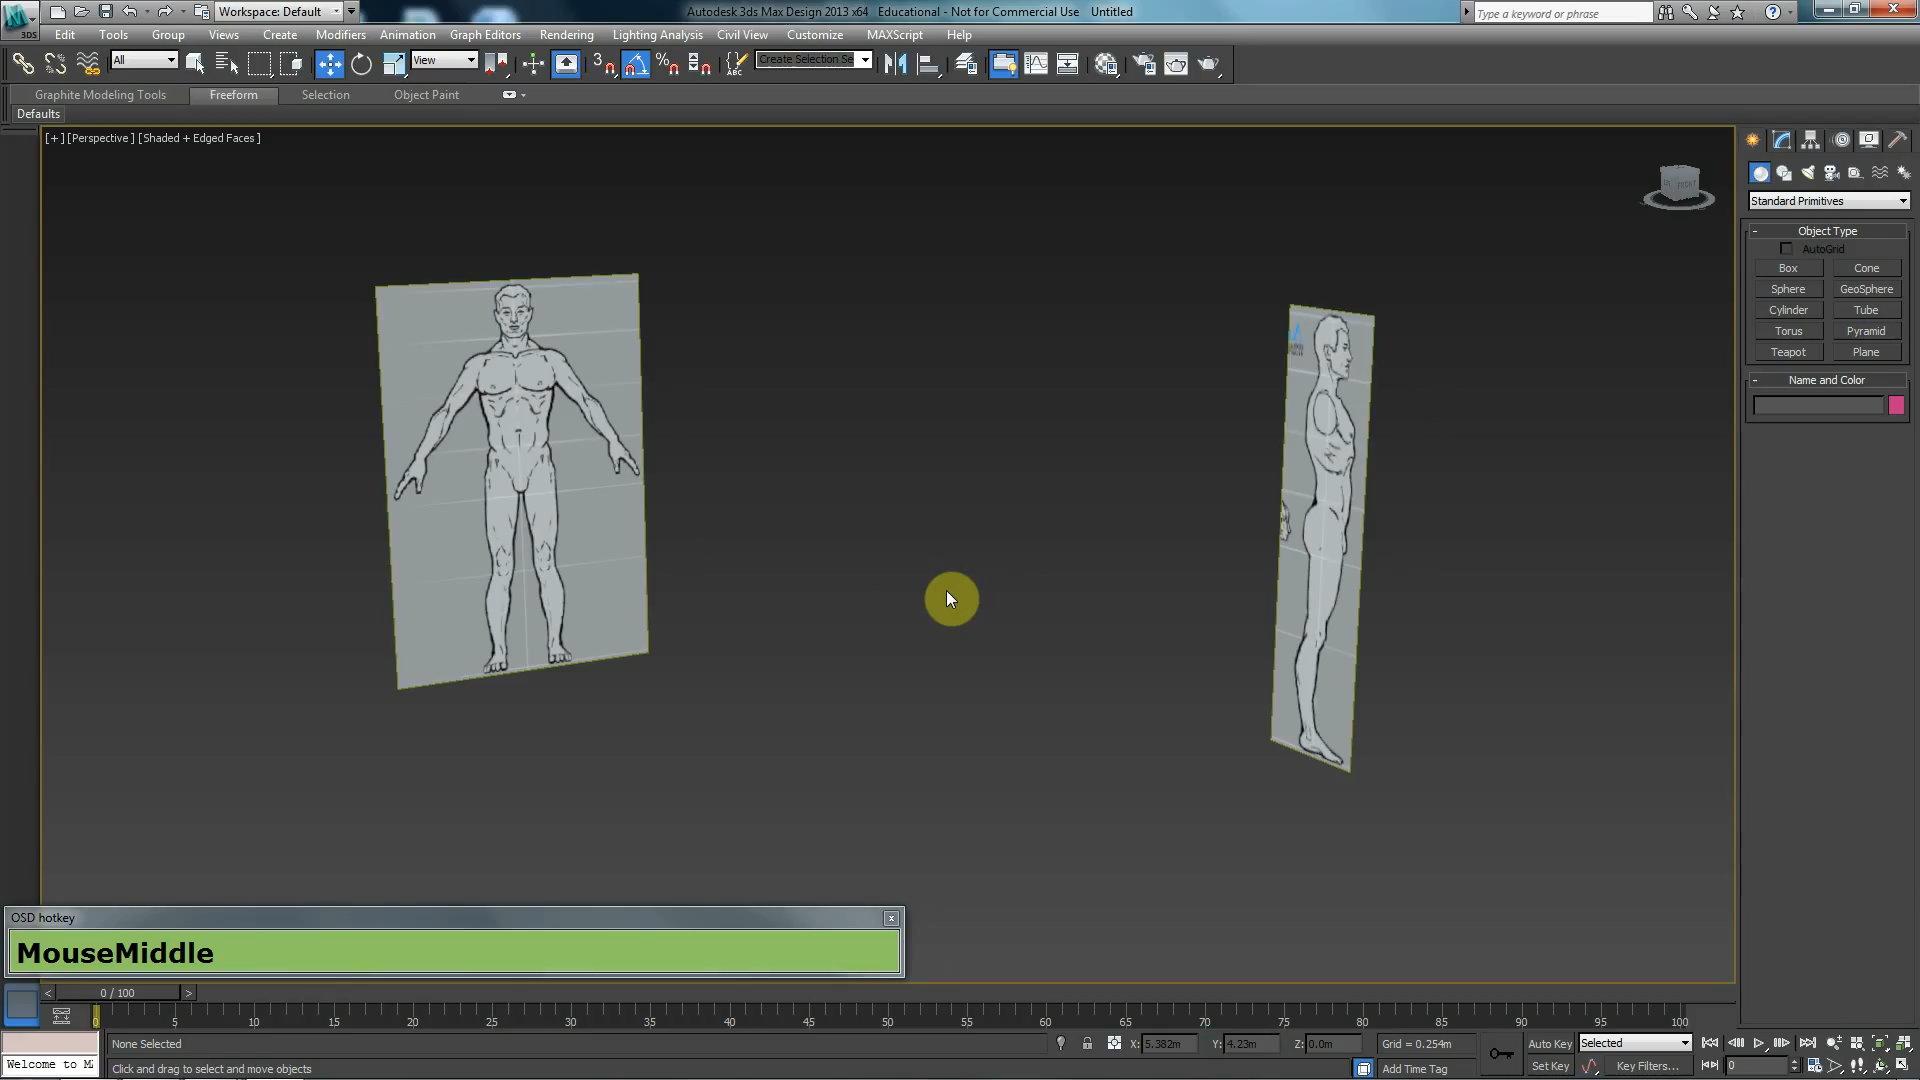 Workspace: Default
Autodesk 3ds Max Design 2013 x64 Educational - Not for Commercial Use Untitled
Type a keyword or phrase
3DS
Edit Tools Group Views Create Modifiers Animation Graph Editors Rendering Lighting Analysis Civil View Customize MAXScript Help
All View 3 % ABC Create Selection Se
Graphite Modeling Tools Freeform Selection Object Paint
Defaults
[+] [Perspective ] [Shaded + Edged Faces ]
FRONT
Standard Primitives
- Object Type
AutoGrid
Box Cone
Sphere GeoSphere
Cylinder Tube
Torus Pyramid
Teapot Plane
- Name and Color
OSD hotkey x
MouseMiddle
< 0 / 100 >
0 5 10 15 20 25 30 35 40 45 50 55 60 65 70 75 80 85 90 95 100
None Selected X: 5.382m Y: 4.23m Z: 0.0m Grid = 0.254m Auto Key Selected
Welcome to M Click and drag to select and move objects Add Time Tag Set Key Key Filters... 0